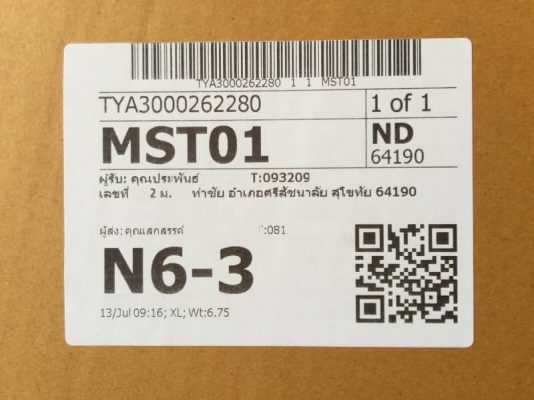 TYA3000262280 1 1 MST01
TYA3000262280 1 of 1
MST01 ND
64190
ผู้รับ: คุณประพันธ์ T:093209
เลขที่ 2 ม. ท่าชัย อำเภอศรีสัชนาลัย สุโขทัย 64190
ผู้ส่ง: คุณเสกสรรค์ :081
N6-3
13/Jul 09:16; XL; Wt:6.75